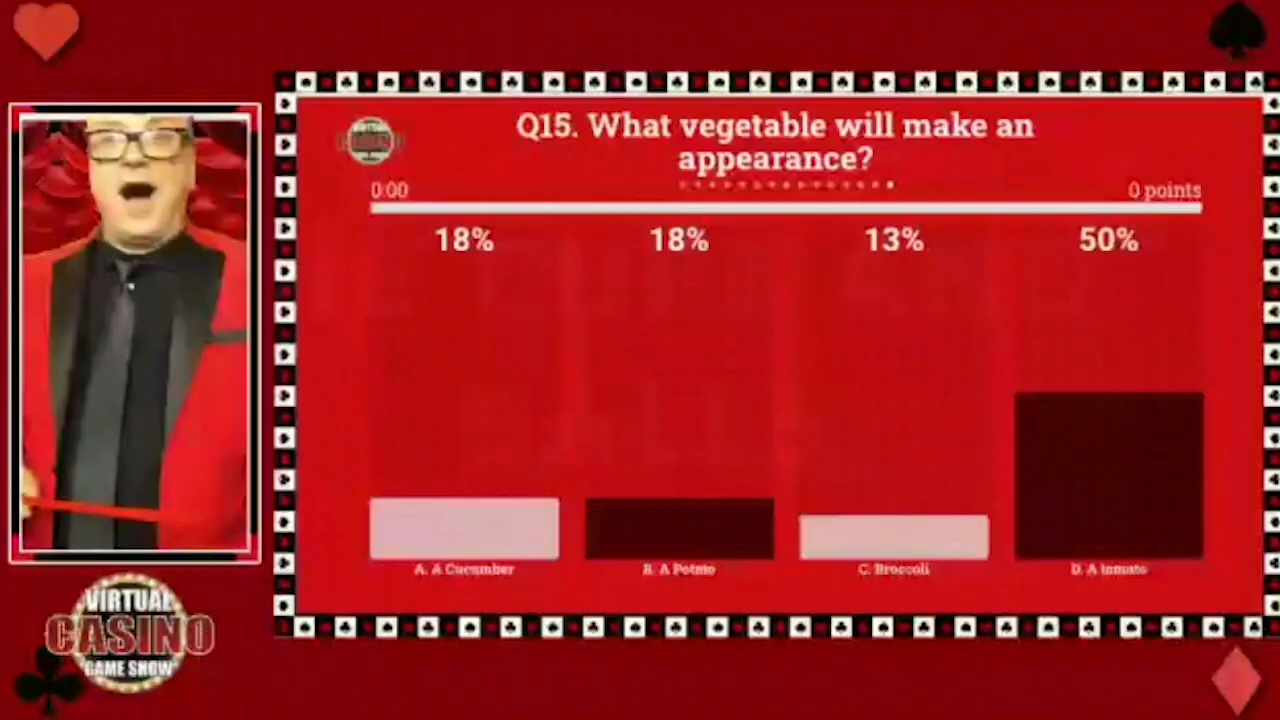 Q15. What vegetable will make an
appearance?
0:00
0 points
18%
18%
13%
50%
A. A Cucumber
B. A Potato
C. Broccoli
D. A tomato
VIRTUAL
CASINO
GAME SHOW